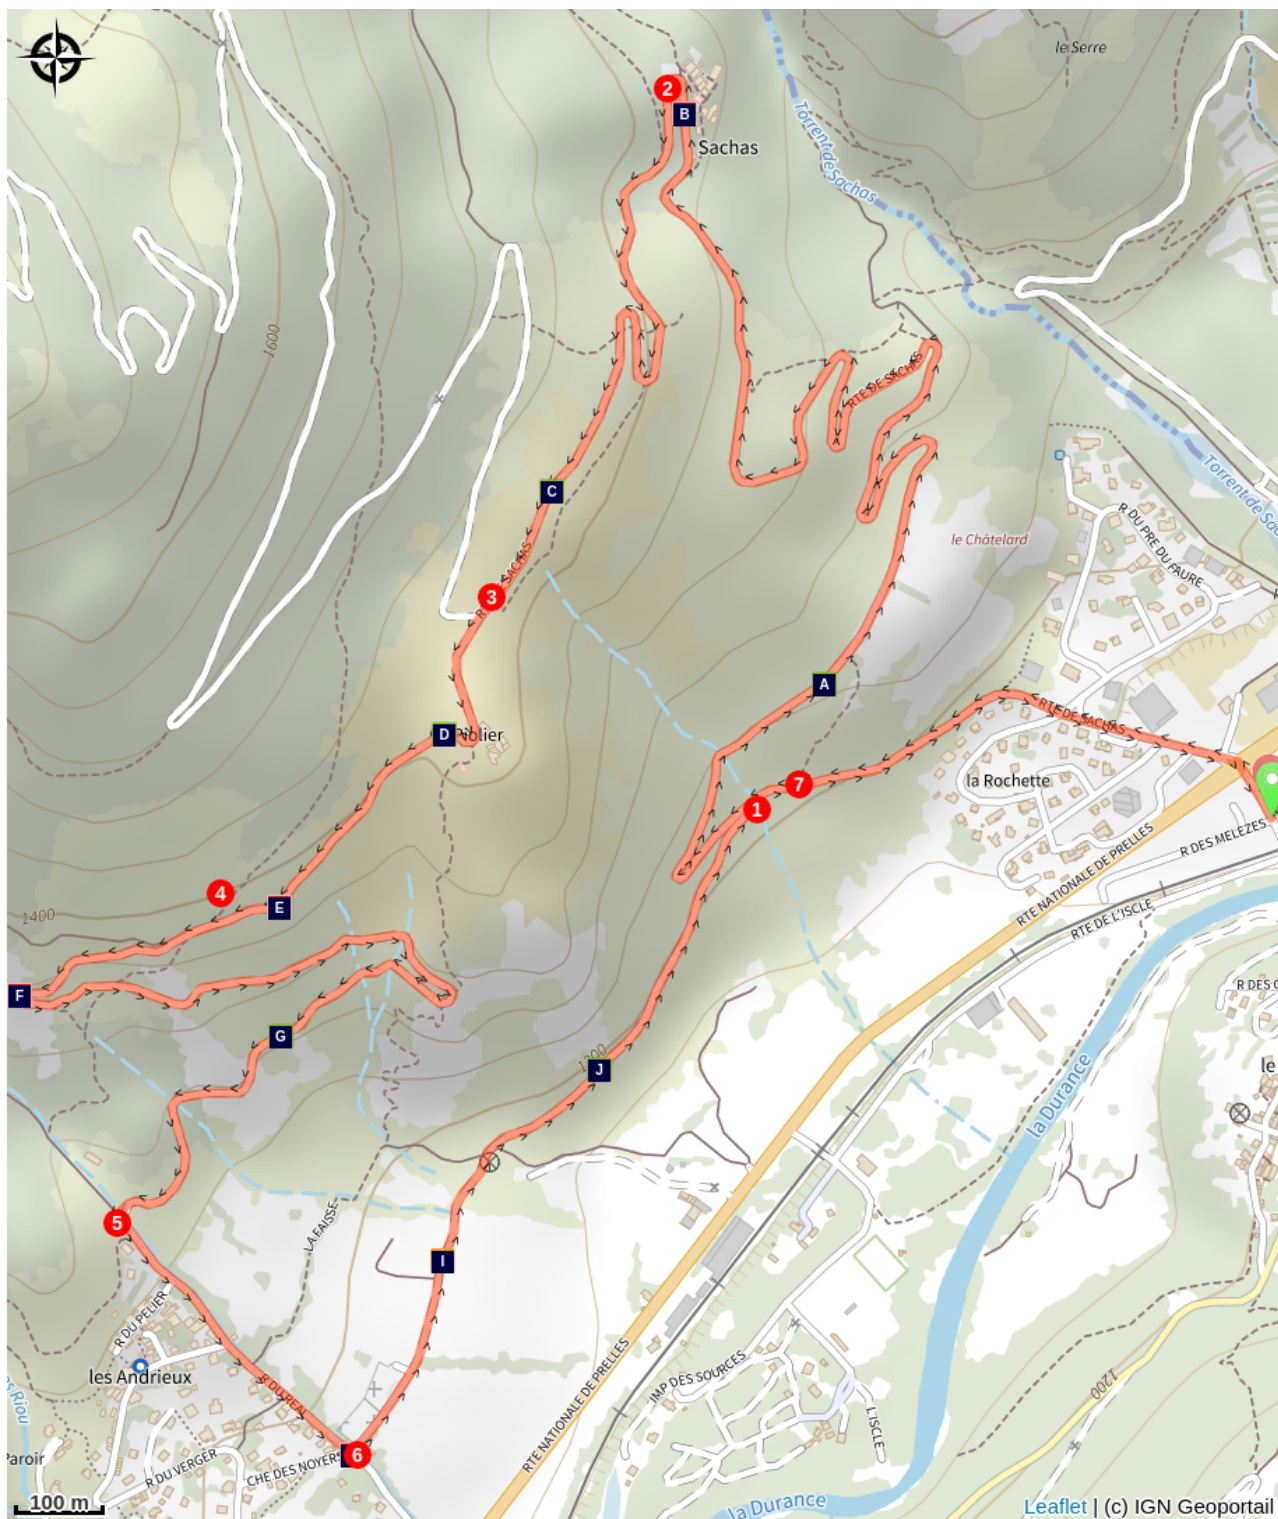 le Serre
2
B
Sachas
Torrent de Sachas
1600
RTE DE SACHAS
C
Torrent de Sac
R DU PRE DU FAURE
le Châtelard
3
R SACHAS
A
RTE DE SACHAS
D
Piolier
la Rochette
7
1
R DES MELEZES
RTE NATIONALE DE PRELLES
4
E
1400
RTE DE L'ISCLE
F
R DES C
G
1300
J
la Durance
le
5
LA FAISSE
I
R DU PELIER
les Andrieux
R DU REAL
IMP DES SOURCES
RTE NATIONALE DE PRELLES
1200
L'ISCLE
Riou
Paroir
R DU VERGER
CHE DES NOYERS
6
100 m
la Durance
Leaflet | (c) IGN Geoportail